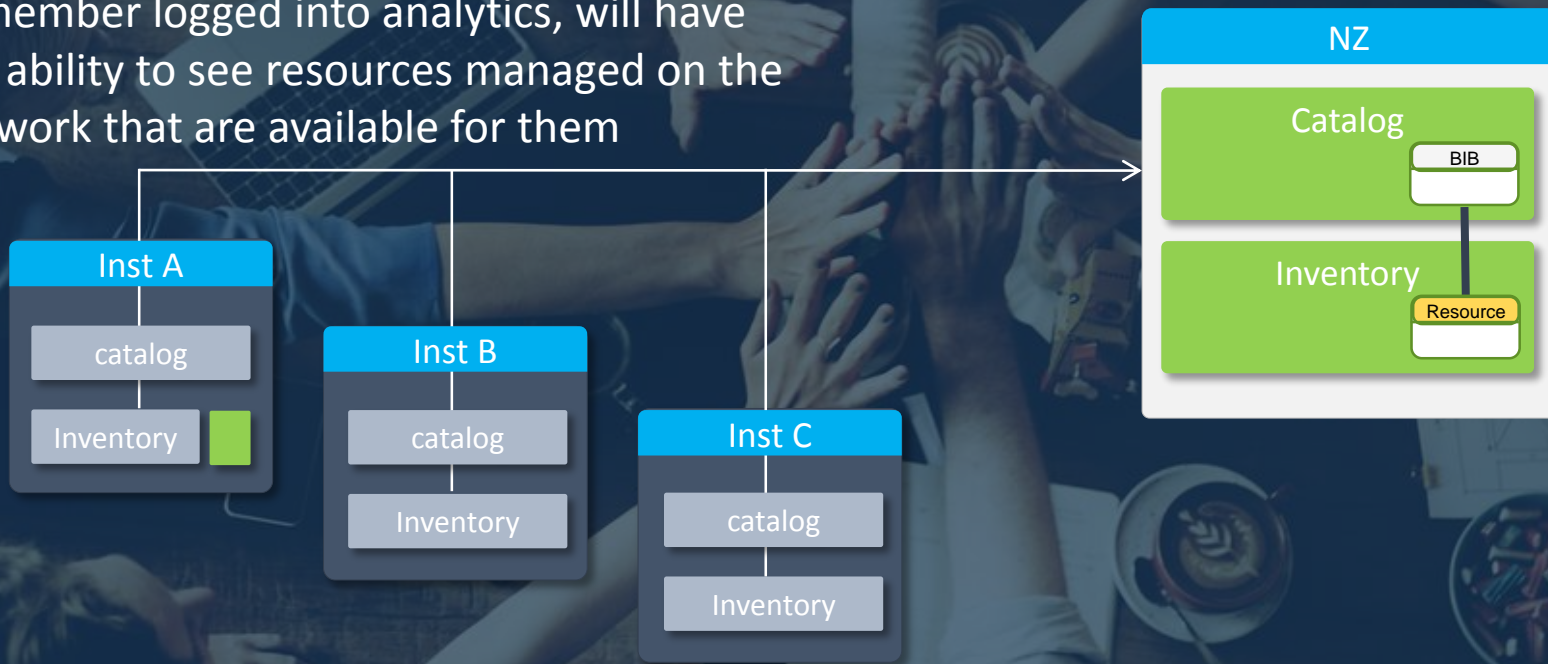 member logged into analytics, will have
ability to see resources managed on the
work that are available for them
NZ
Catalog
BIB
Inventory
Resource
Inst A
catalog
Inventory
Inst B
catalog
Inventory
Inst C
catalog
Inventory